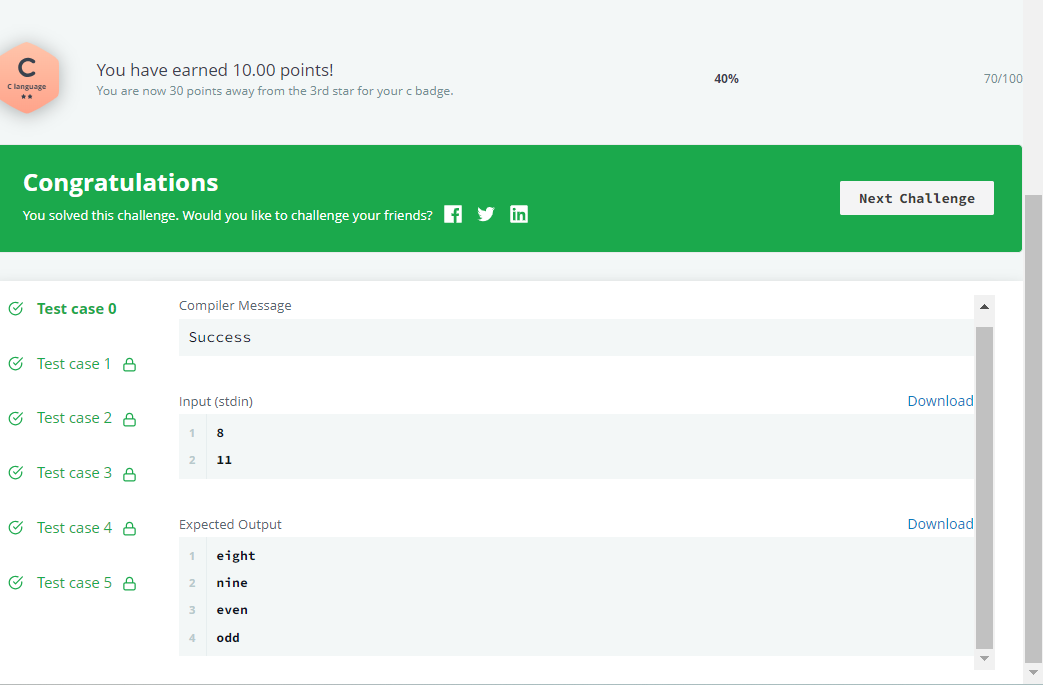 C
C language
You have earned 10.00 points!
You are now 30 points away from the 3rd star for your c badge.
40%
70/100
Congratulations
You solved this challenge. Would you like to challenge your friends?
Next Challenge
Test case 0
Test case 1
Test case 2
Test case 3
Test case 4
Test case 5
Compiler Message
Success
Input (stdin)
Download
1 8
2 11
Expected Output
Download
1 eight
2 nine
3 even
4 odd